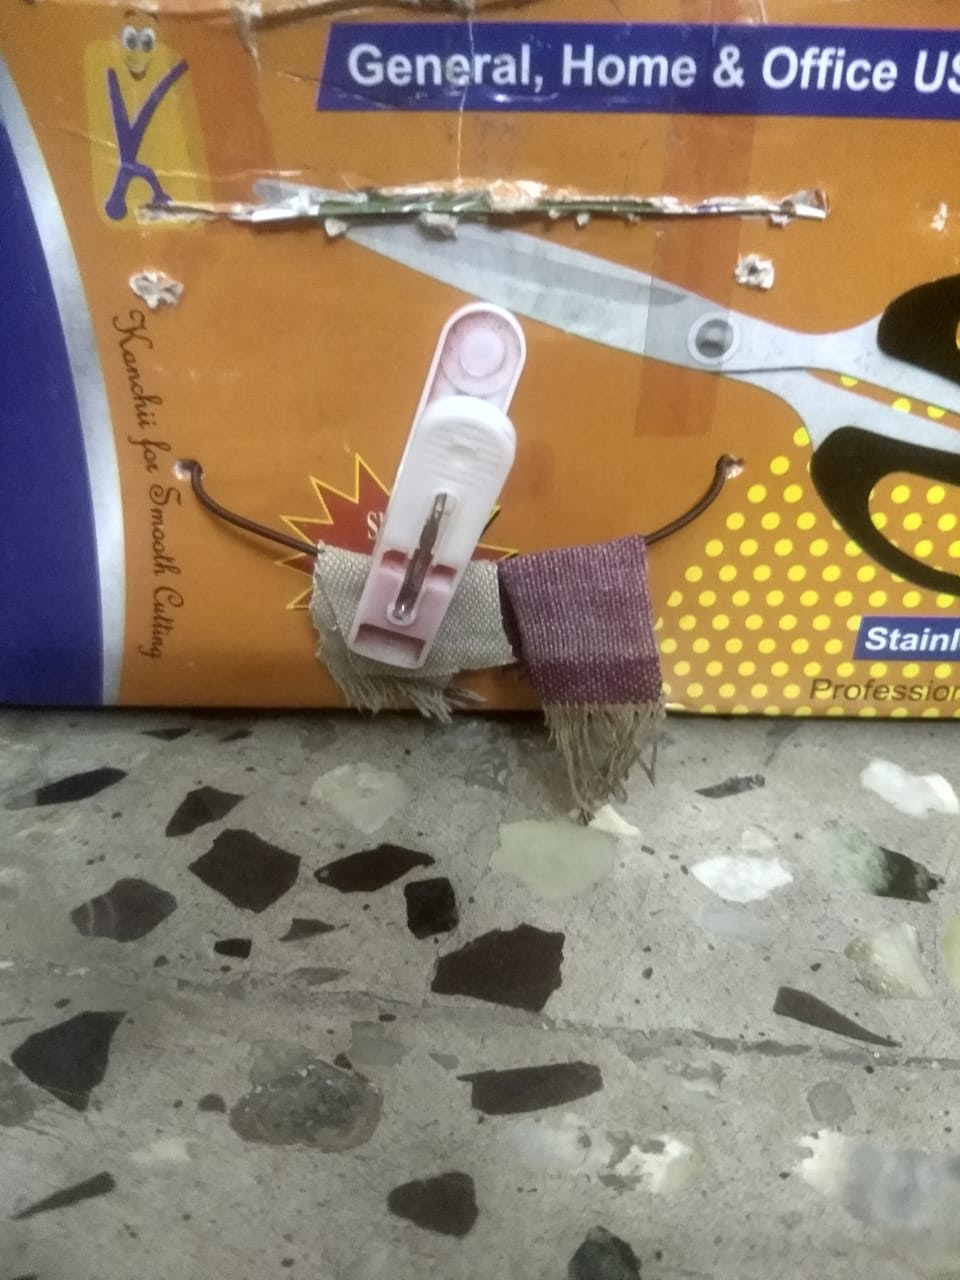 General, Home & Office US
Kanchii for Smooth Cutting
Stainl
Profession